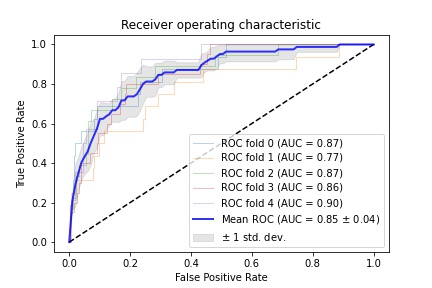 Receiver operating characteristic
1.0
0.8
0.6
0.4
0.2
0.0
True Positive Rate
ROC fold 0 (AUC = 0.87)
ROC fold 1 (AUC = 0.77)
ROC fold 2 (AUC = 0.87)
ROC fold 3 (AUC = 0.86)
ROC fold 4 (AUC = 0.90)
Mean ROC (AUC = 0.85 ± 0.04)
± 1 std. dev.
0.0 0.2 0.4 0.6 0.8 1.0
False Positive Rate